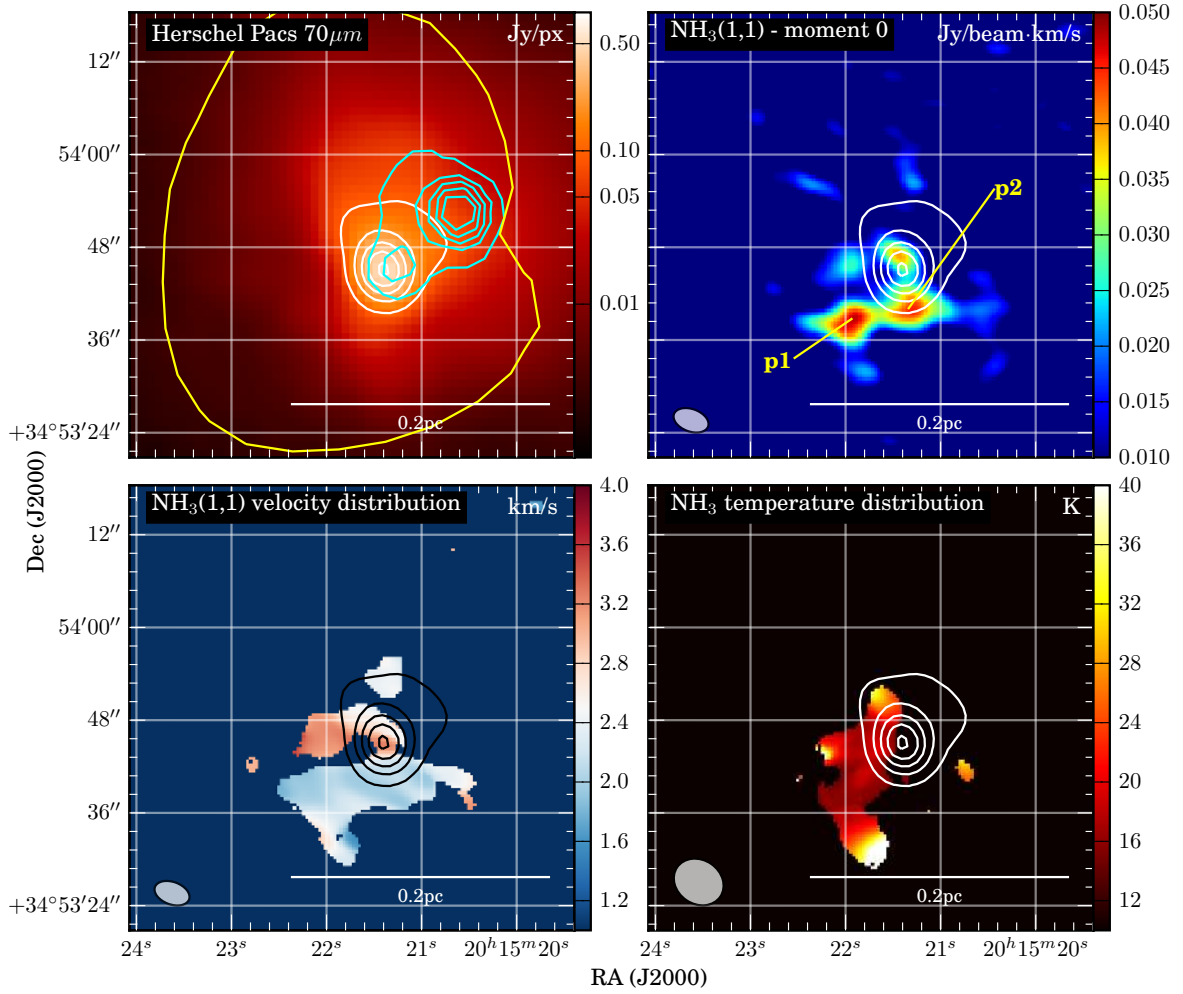 Herschel Pacs 70μm
Jy/px
0.50
0.10
0.05
0.01
12″
54′00″
48″
36″
+34°53′24″
0.2pc
NH₃(1,1) - moment 0
Jy/beam·km/s
p2
p1
0.2pc
0.050
0.045
0.040
0.035
0.030
0.025
0.020
0.015
0.010
NH₃(1,1) velocity distribution
km/s
4.0
3.6
3.2
2.8
2.4
2.0
1.6
1.2
12″
54′00″
48″
36″
+34°53′24″
0.2pc
24ˢ
23ˢ
22ˢ
21ˢ
20ʰ15ᵐ20ˢ
NH₃ temperature distribution
K
40
36
32
28
24
20
16
12
0.2pc
24ˢ
23ˢ
22ˢ
21ˢ
20ʰ15ᵐ20ˢ
Dec (J2000)
RA (J2000)